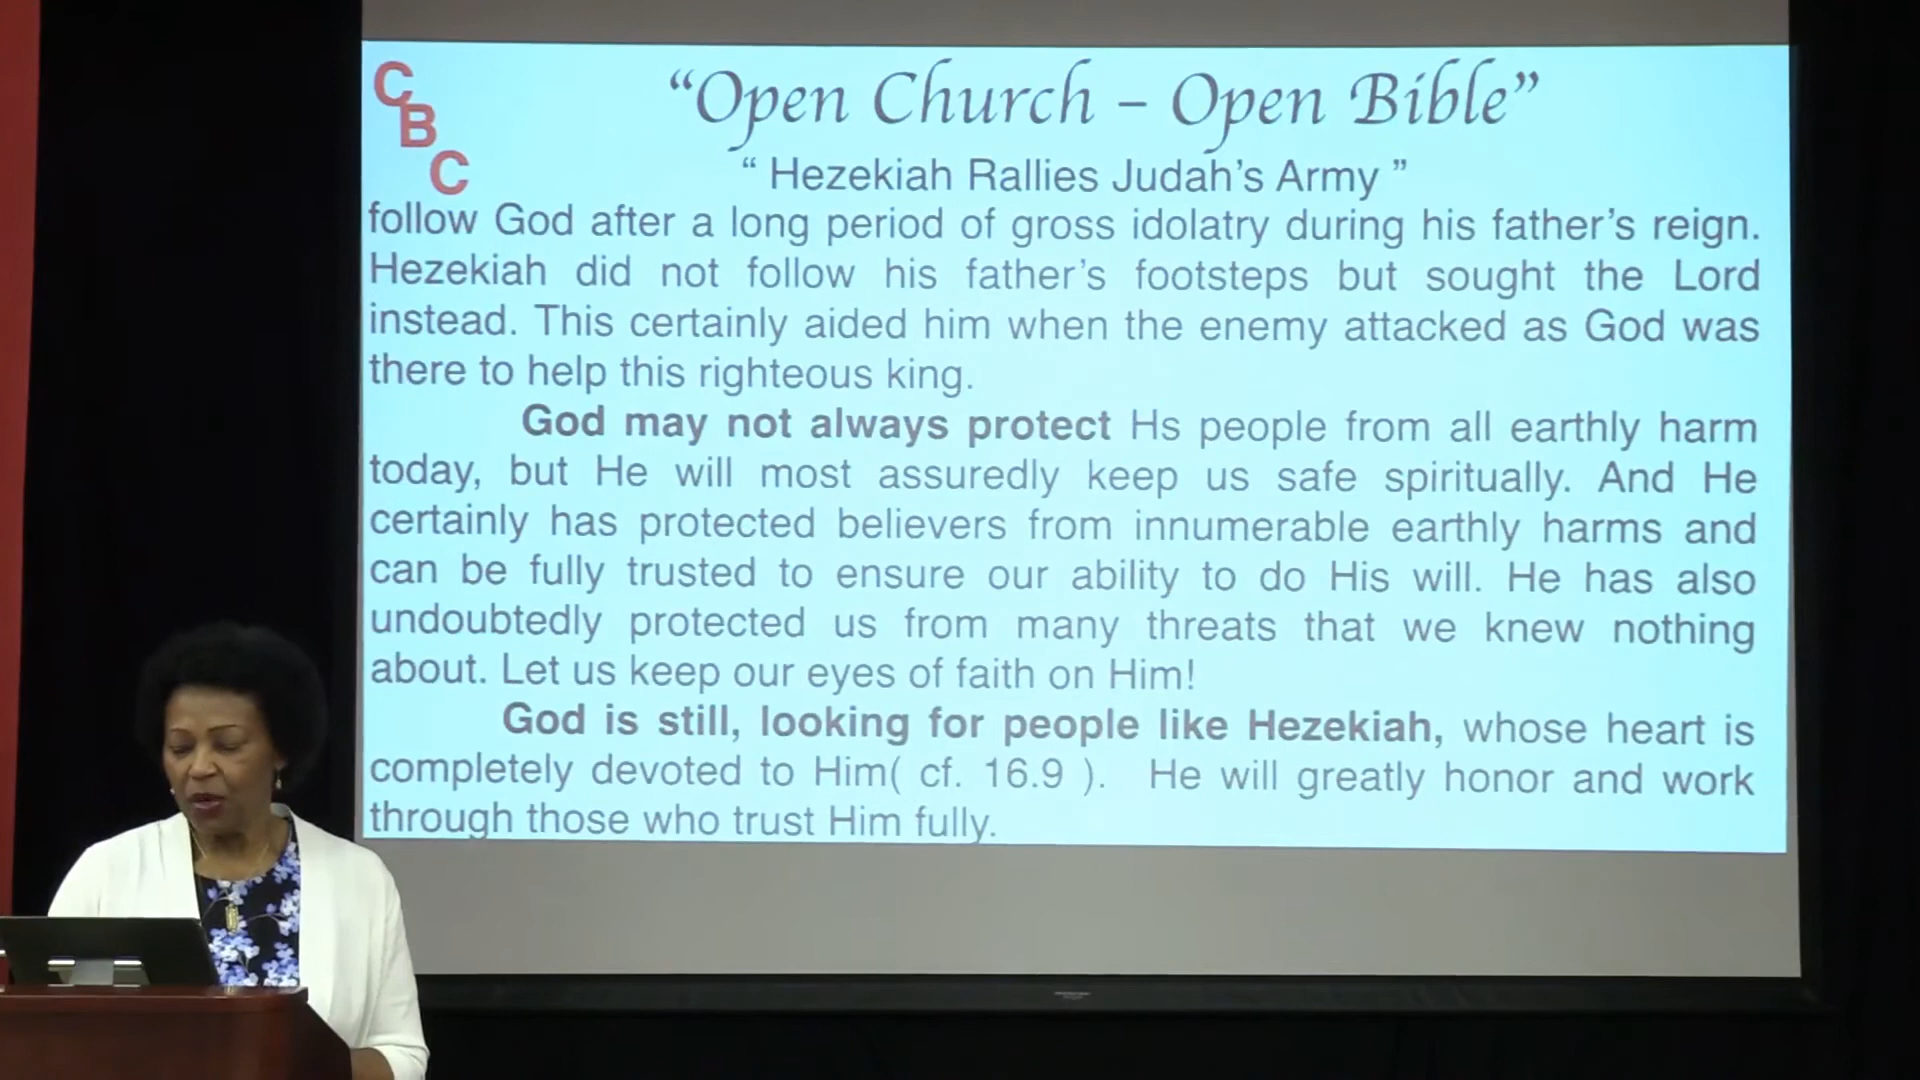 CBC
“Open Church – Open Bible”
“ Hezekiah Rallies Judah’s Army ”
follow God after a long period of gross idolatry during his father’s reign.
Hezekiah did not follow his father’s footsteps but sought the Lord
instead. This certainly aided him when the enemy attacked as God was
there to help this righteous king.
God may not always protect Hs people from all earthly harm
today, but He will most assuredly keep us safe spiritually. And He
certainly has protected believers from innumerable earthly harms and
can be fully trusted to ensure our ability to do His will. He has also
undoubtedly protected us from many threats that we knew nothing
about. Let us keep our eyes of faith on Him!
God is still, looking for people like Hezekiah, whose heart is
completely devoted to Him( cf. 16.9 ). He will greatly honor and work
through those who trust Him fully.